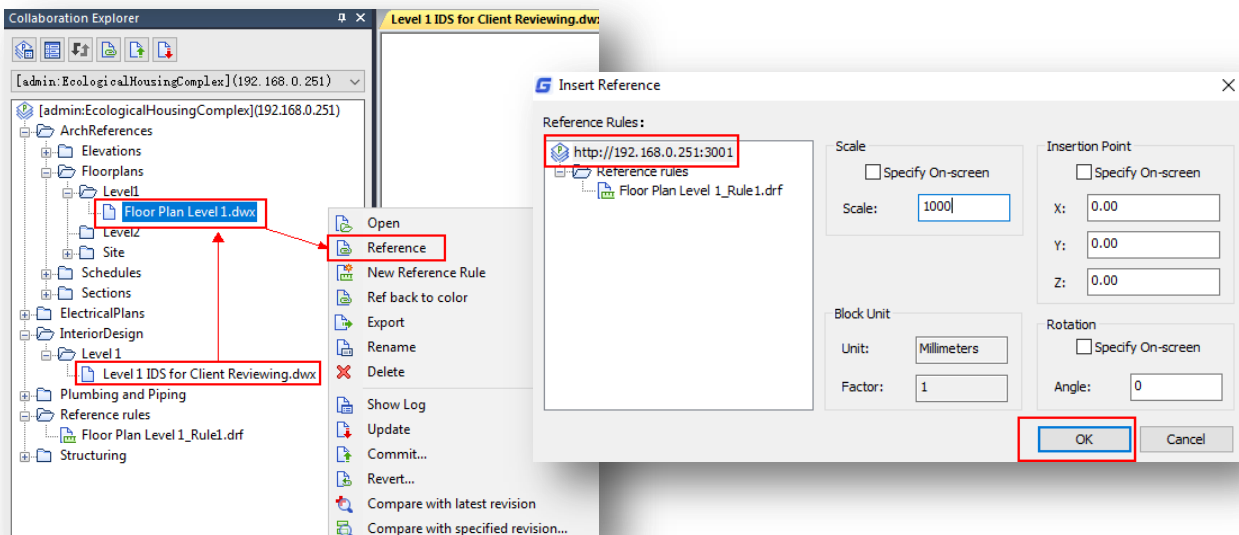 Collaboration Explorer
Level 1 IDS for Client Reviewing.dwx
[admin:EcologicalHousingComplex](192.168.0.251)
[admin:EcologicalHousingComplex](192.168.0.251)
ArchReferences
Elevations
Floorplans
Level1
Floor Plan Level 1.dwx
Level2
Site
Schedules
Sections
ElectricalPlans
InteriorDesign
Level 1
Level 1 IDS for Client Reviewing.dwx
Plumbing and Piping
Reference rules
Floor Plan Level 1_Rule1.drf
Structuring
Open
Reference
New Reference Rule
Ref back to color
Export
Rename
Delete
Show Log
Update
Commit...
Revert...
Compare with latest revision
Compare with specified revision...
Insert Reference
Reference Rules:
http://192.168.0.251:3001
Reference rules
Floor Plan Level 1_Rule1.drf
Scale
Specify On-screen
Scale: 1000
Block Unit
Unit: Millimeters
Factor: 1
Insertion Point
Specify On-screen
X: 0.00
Y: 0.00
Z: 0.00
Rotation
Specify On-screen
Angle: 0
OK Cancel